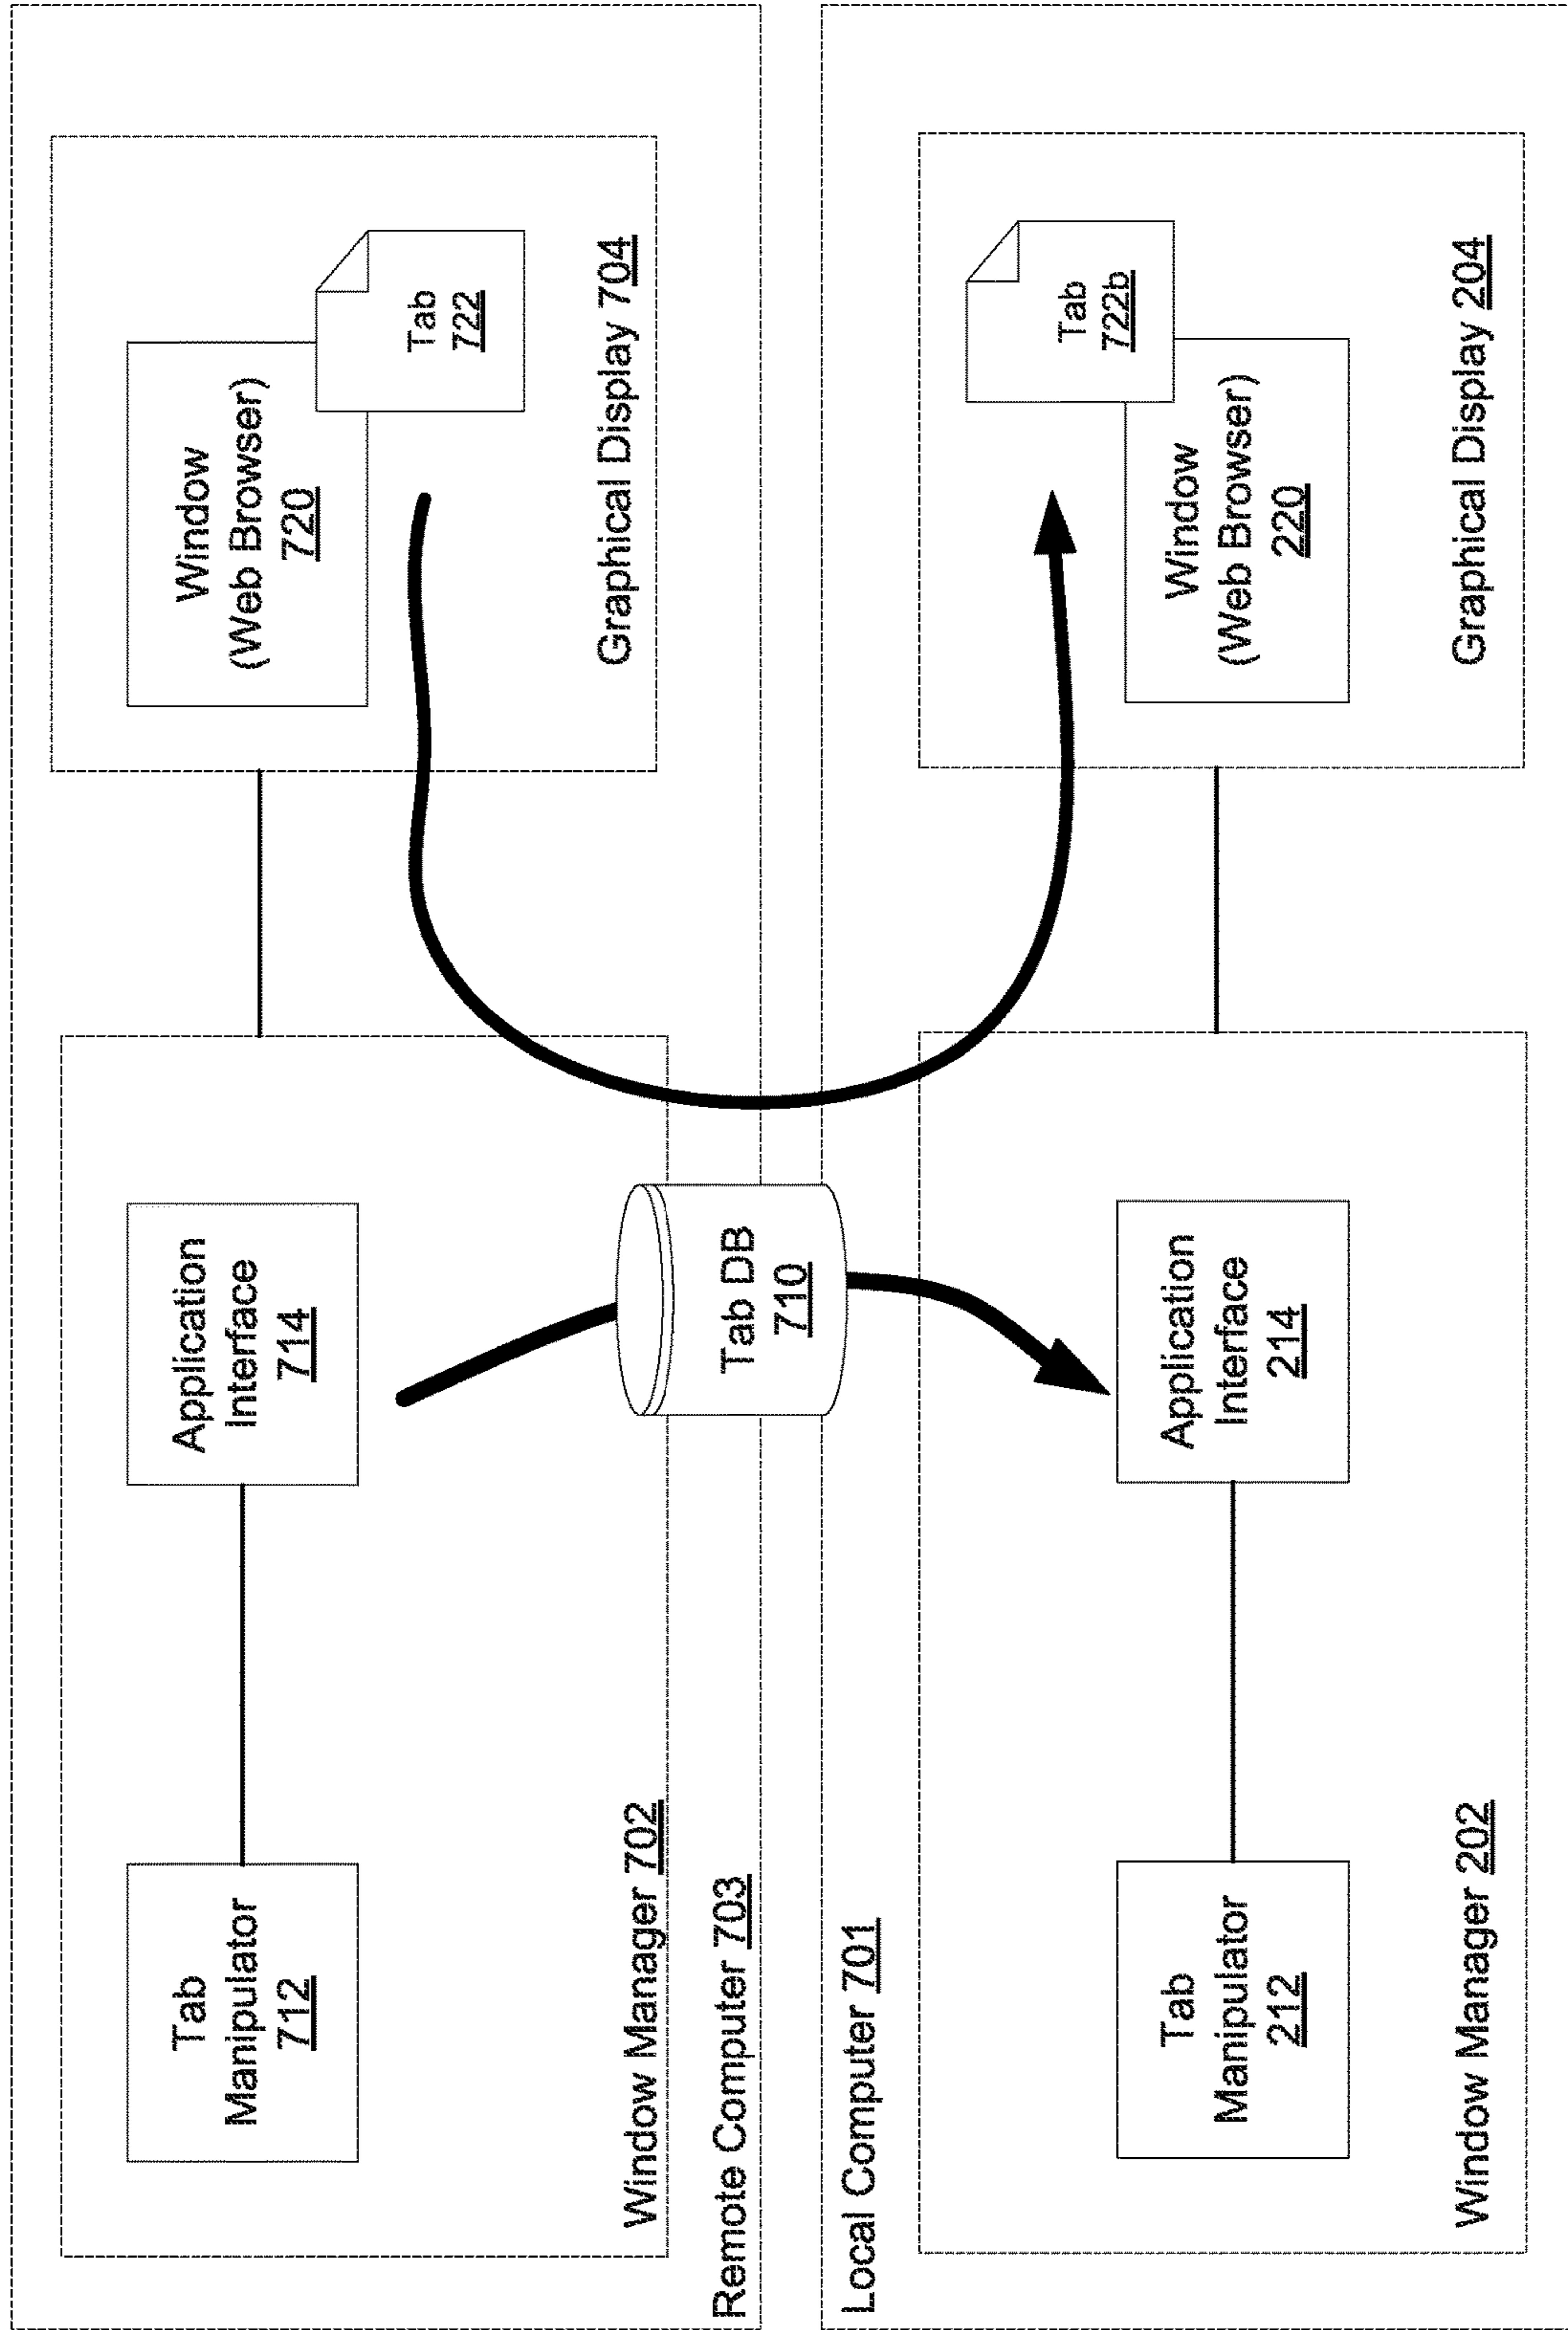 Tab
Manipulator
712
Application
Interface
714
Window Manager 702
Window
(Web Browser)
720
Tab
722
Graphical Display 704
Remote Computer 703
Tab DB
710
Local Computer 701
Tab
Manipulator
212
Application
Interface
214
Window Manager 202
Tab
722b
Window
(Web Browser)
220
Graphical Display 204